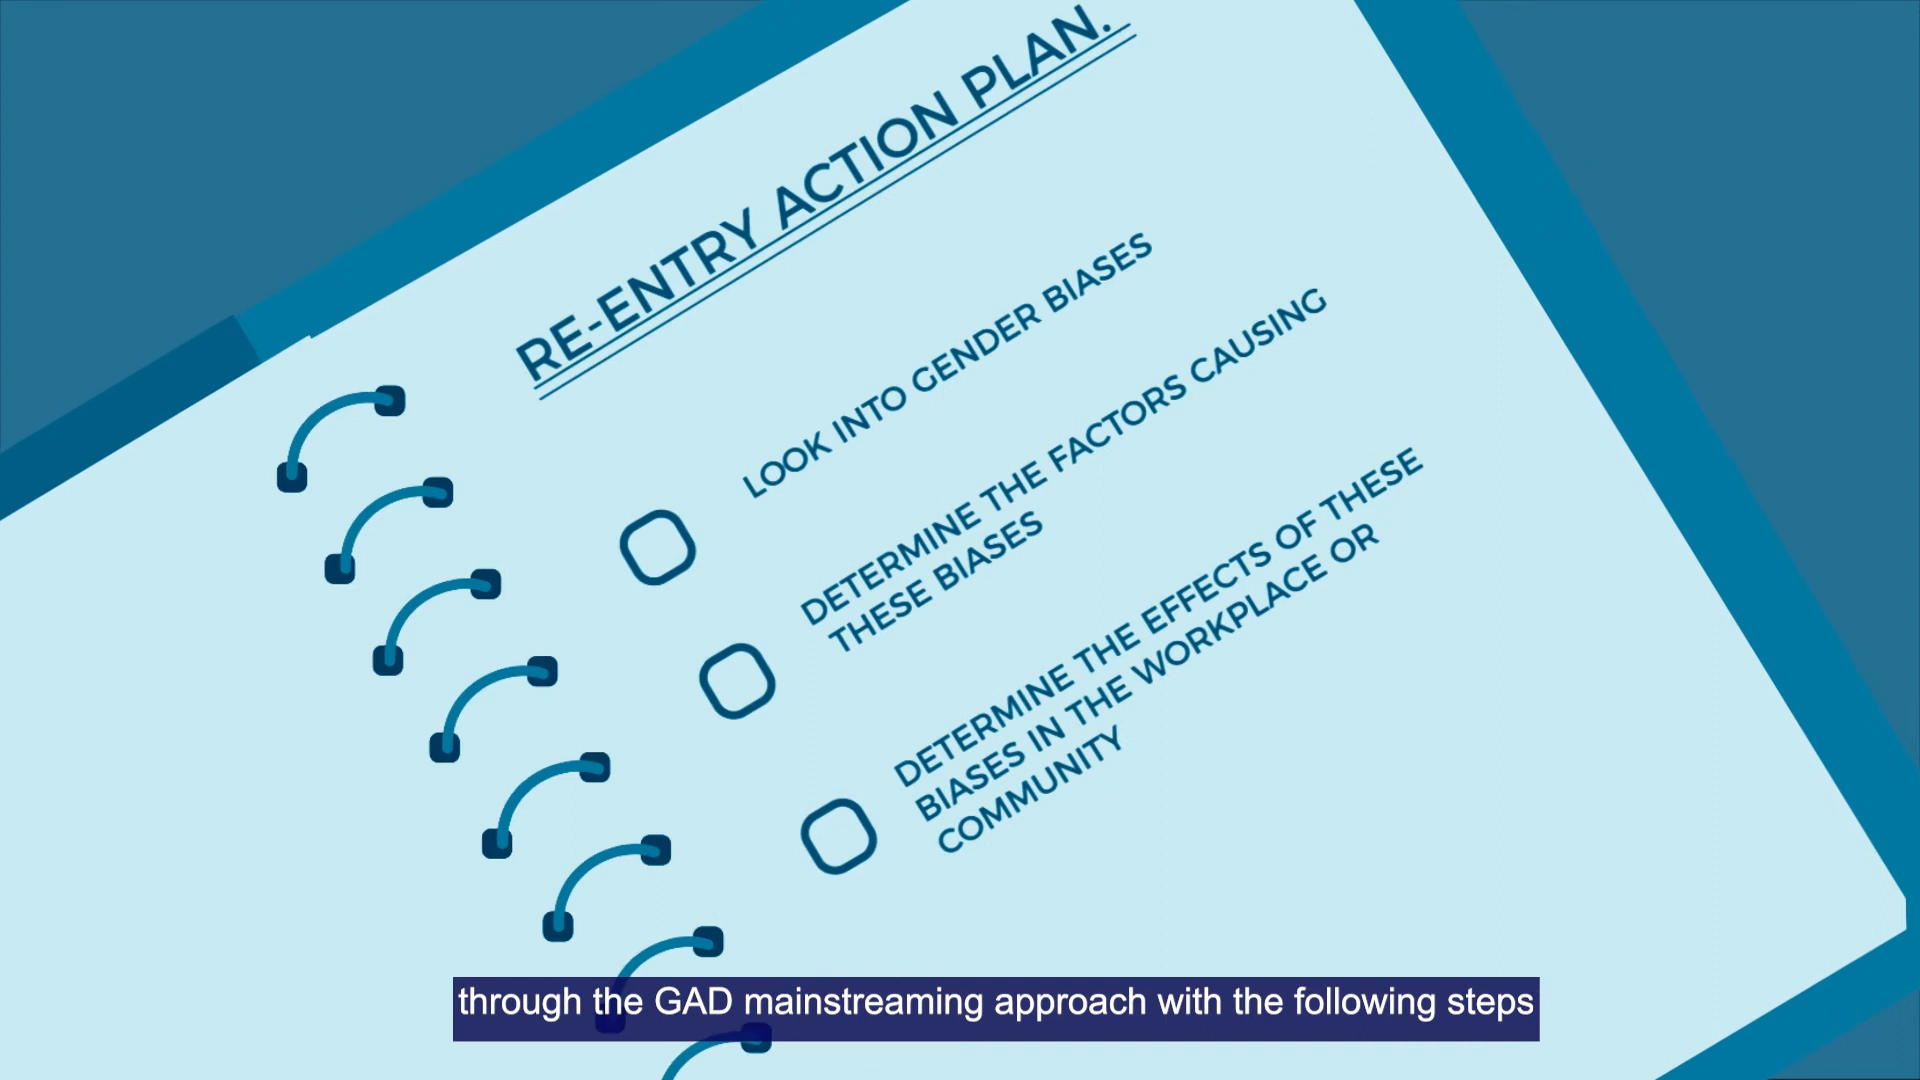 RE-ENTRY ACTION PLAN.
LOOK INTO GENDER BIASES
DETERMINE THE FACTORS CAUSING
THESE BIASES
DETERMINE THE EFFECTS OF THESE
BIASES IN THE WORKPLACE OR
COMMUNITY
through the GAD mainstreaming approach with the following steps